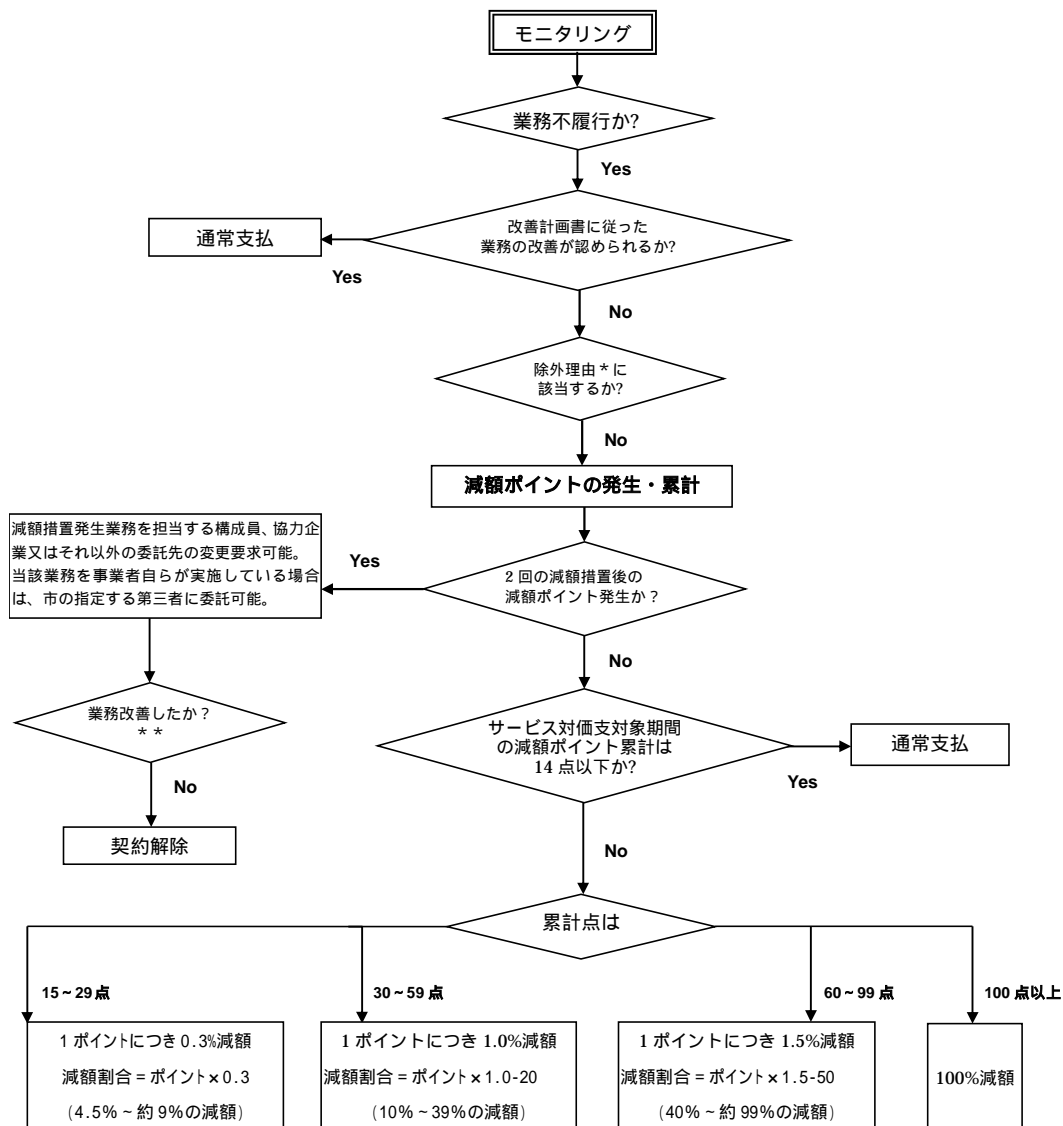 モニタリング
業務不履行か?
Yes
改善計画書に従った
業務の改善が認められるか?
通常支払
Yes
No
除外理由*に
該当するか?
No
減額ポイントの発生・累計
減額措置発生業務を担当する構成員、協力企
業又はそれ以外の委託先の変更要求可能。
当該業務を事業者自らが実施している場合
は、市の指定する第三者に委託可能。
Yes
2回の減額措置後の
減額ポイント発生か?
No
業務改善したか?
**
サービス対価支対象期間
の減額ポイント累計は
14点以下か?
通常支払
Yes
No
契約解除
No
累計点は
15~29点
30~59点
60~99点
100点以上
1ポイントにつき0.3%減額
減額割合=ポイント×0.3
(4.5%~約9%の減額)
1ポイントにつき1.0%減額
減額割合=ポイント×1.0-20
(10%~39%の減額)
1ポイントにつき1.5%減額
減額割合=ポイント×1.5-50
(40%~約99%の減額)
100%減額